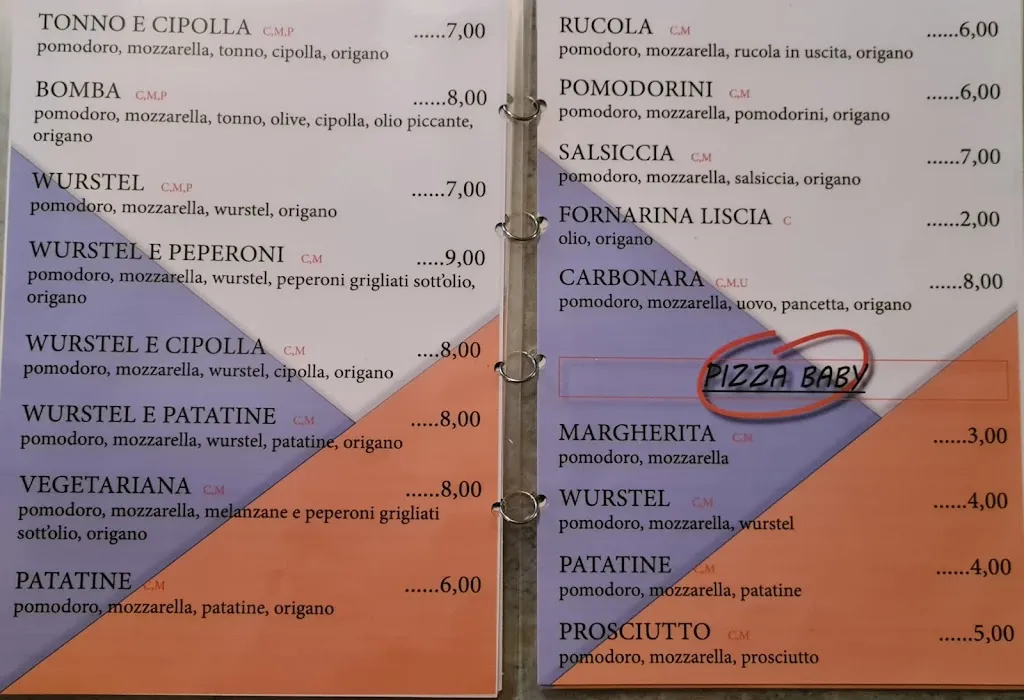 TONNO E CIPOLLA C,M,P ......7,00
pomodoro, mozzarella, tonno, cipolla, origano
BOMBA C,M,P ......8,00
pomodoro, mozzarella, tonno, olive, cipolla, olio piccante,
origano
WURSTEL C,M,P ......7,00
pomodoro, mozzarella, wurstel, origano
WURSTEL E PEPERONI C,M .....9,00
pomodoro, mozzarella, wurstel, peperoni grigliati sott'olio,
origano
WURSTEL E CIPOLLA C,M ....8,00
pomodoro, mozzarella, wurstel, cipolla, origano
WURSTEL E PATATINE C,M .....8,00
pomodoro, mozzarella, wurstel, patatine, origano
VEGETARIANA C,M ......8,00
pomodoro, mozzarella, melanzane e peperoni grigliati
sott'olio, origano
PATATINE C,M ......6,00
pomodoro, mozzarella, patatine, origano
RUCOLA C,M ......6,00
pomodoro, mozzarella, rucola in uscita, origano
POMODORINI C,M ......6,00
pomodoro, mozzarella, pomodorini, origano
SALSICCIA C,M ......7,00
pomodoro, mozzarella, salsiccia, origano
FORNARINA LISCIA C ......2,00
olio, origano
CARBONARA C,M,U ......8,00
pomodoro, mozzarella, uovo, pancetta, origano
PIZZA BABY
MARGHERITA C,M ......3,00
pomodoro, mozzarella
WURSTEL C,M ......4,00
pomodoro, mozzarella, wurstel
PATATINE C,M ......4,00
pomodoro, mozzarella, patatine
PROSCIUTTO C,M ......5,00
pomodoro, mozzarella, prosciutto